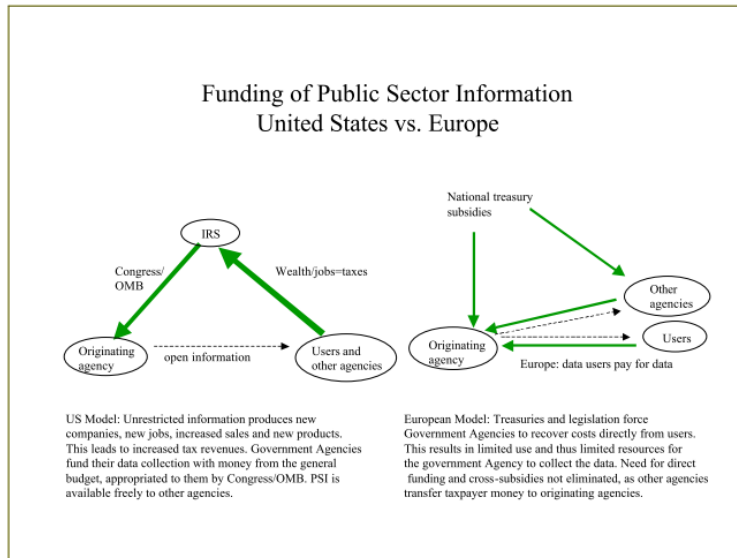 Funding of Public Sector Information
United States vs. Europe
IRS
Congress/
OMB
Wealth/jobs=taxes
Originating
agency
open information
Users and
other agencies
National treasury
subsidies
Other
agencies
Originating
agency
Users
Europe: data users pay for data
US Model: Unrestricted information produces new
companies, new jobs, increased sales and new products.
This leads to increased tax revenues. Government Agencies
fund their data collection with money from the general
budget, appropriated to them by Congress/OMB. PSI is
available freely to other agencies.
European Model: Treasuries and legislation force
Government Agencies to recover costs directly from users.
This results in limited use and thus limited resources for
the government Agency to collect the data. Need for direct
funding and cross-subsidies not eliminated, as other agencies
transfer taxpayer money to originating agencies.